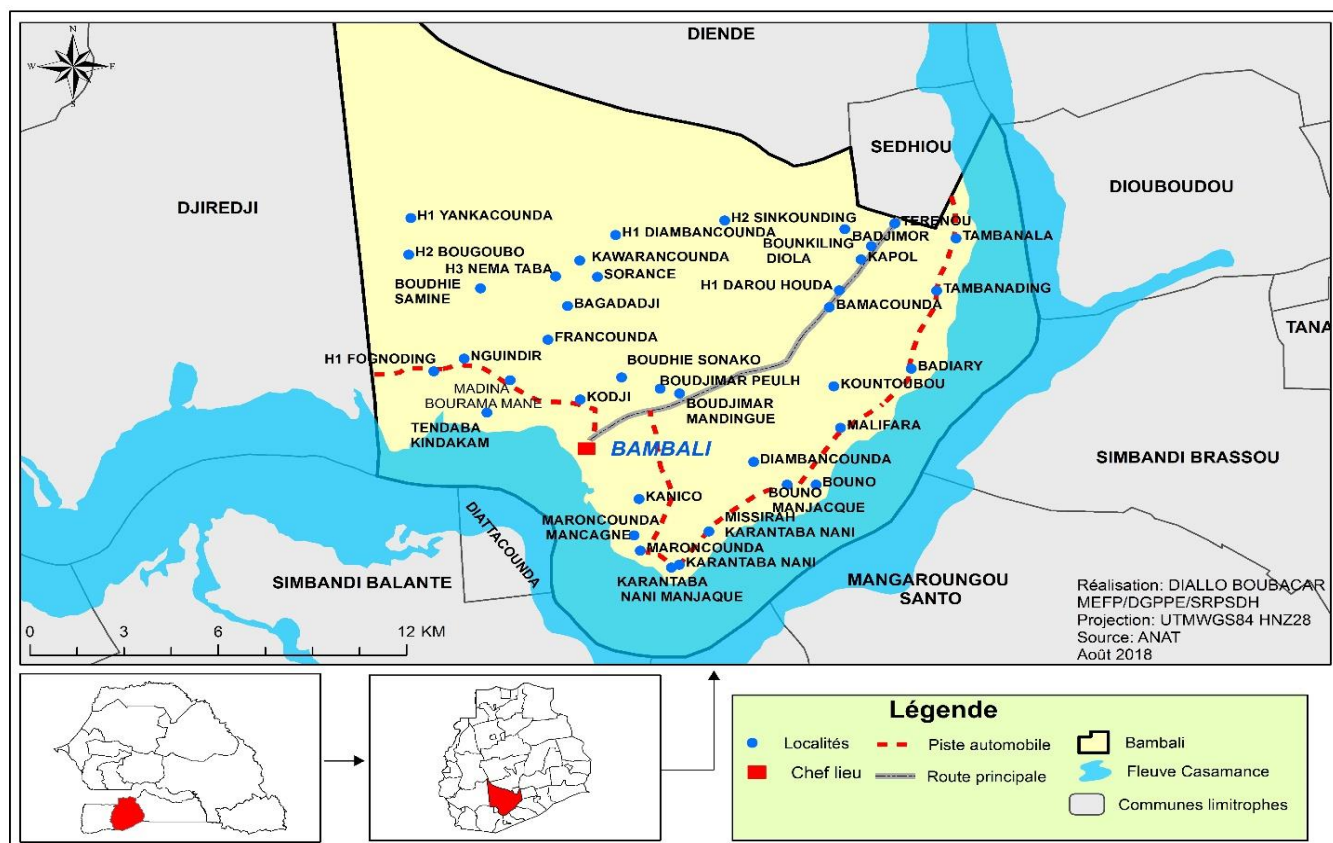 N
W
E
S
DIENDE
SEDHIOU
DIOUBOUDOU
DJIREDJI
H1 YANKACOUNDA
H2 SINKOUNDING
TERENOU
H1 DIAMBANCOUNDA
BADJIMOR
TAMBANALA
BOUNKILING
DIOLA
H2 BOUGOUBO
KAWARANCOUNDA
KAPOL
H3 NEMA TABA
SORANCE
BOUDHIE
SAMINE
H1 DAROU HOUDA
TAMBANADING
BAGADADJI
BAMACOUNDA
TANA
FRANCOUNDA
H1 FOGNODING
NGUINDIR
BOUDHIE SONAKO
BADIARY
MADINA
BOURAMA MANE
KODJI
BOUDJIMAR PEULH
KOUNTOUBOU
BOUDJIMAR
MANDINGUE
TENDABA
KINDAKAM
MALIFARA
BAMBALI
DIAMBANCOUNDA
SIMBANDI BRASSOU
BOUNO
BOUNO
MANJACQUE
KANICO
DIATTACOUNDA
MARONCOUNDA
MANCAGNE
MISSIRAH
KARANTABA NANI
MARONCOUNDA
KARANTABA NANI
KARANTABA
NANI MANJAQUE
SIMBANDI BALANTE
MANGAROUNGOU
SANTO
Réalisation: DIALLO BOUBACAR
MEFP/DGPPE/SRPSDH
Projection: UTMWGS84 HNZ28
Source: ANAT
Août 2018
0 3 6 12 KM
Légende
Localités
Piste automobile
Bambali
Chef lieu
Route principale
Fleuve Casamance
Communes limitrophes